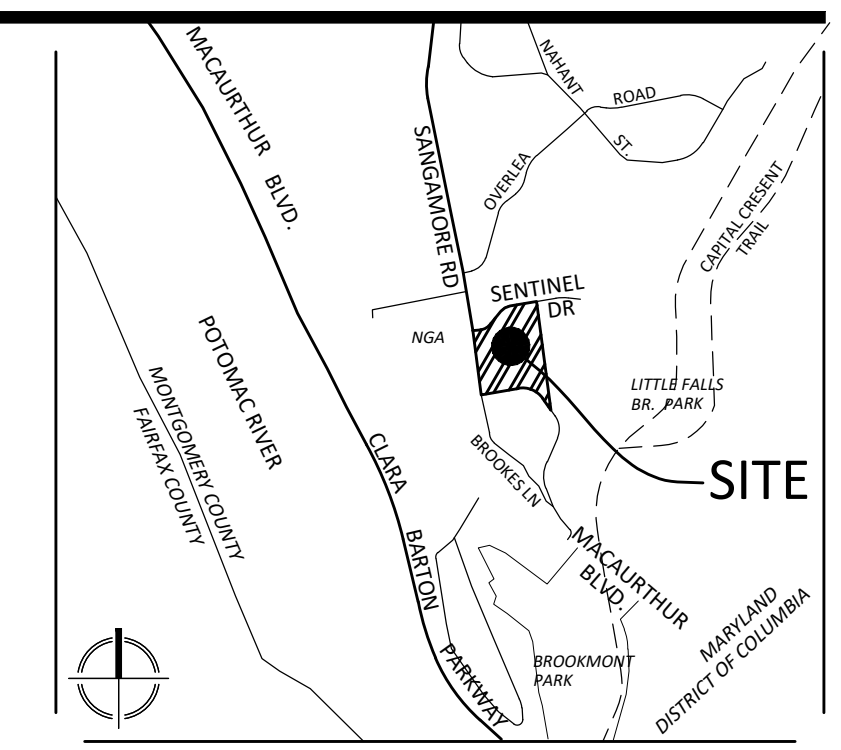 MACAURTHUR
BLVD.
NAHANT
ST.
ROAD
OVERLEA
SANGAMORE RD
CAPITAL CRESENT
TRAIL
SENTINEL
DR
NGA
POTOMAC RIVER
MONTGOMERY COUNTY
FAIRFAX COUNTY
LITTLE FALLS
BR. PARK
CLARA
BARTON
PARKWAY
BROOKES LN
SITE
MACAURTHUR
BLVD.
BROOKMONT
PARK
MARYLAND
DISTRICT OF COLUMBIA